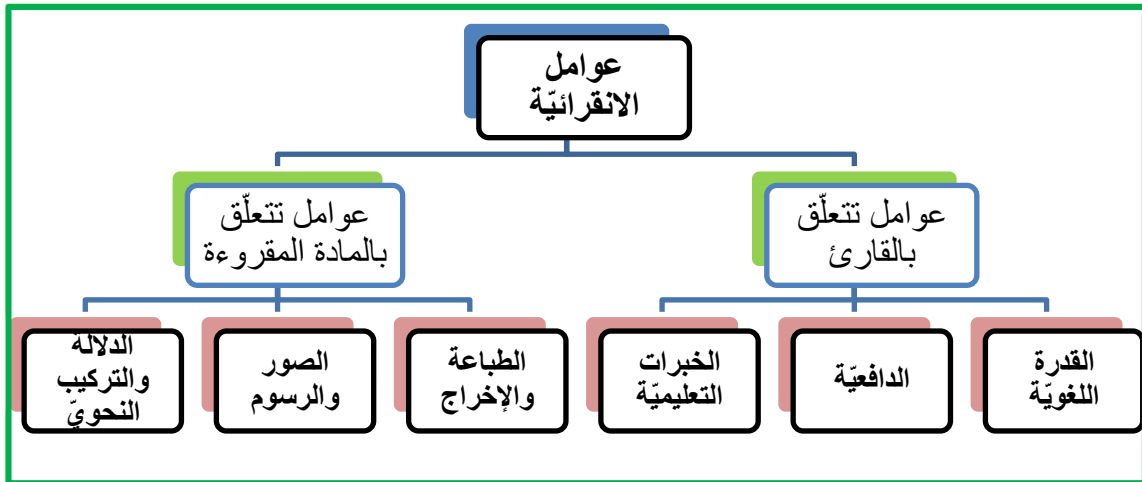 عوامل
الانقرائيّة
عوامل تتعلّق
بالقارئ
عوامل تتعلّق
بالمادة المقروءة
القدرة
اللغويّة
الدافعيّة
الخبرات
التعليميّة
الطباعة
والإخراج
الصور
والرسوم
الدلالة
والتركيب
النحويّ